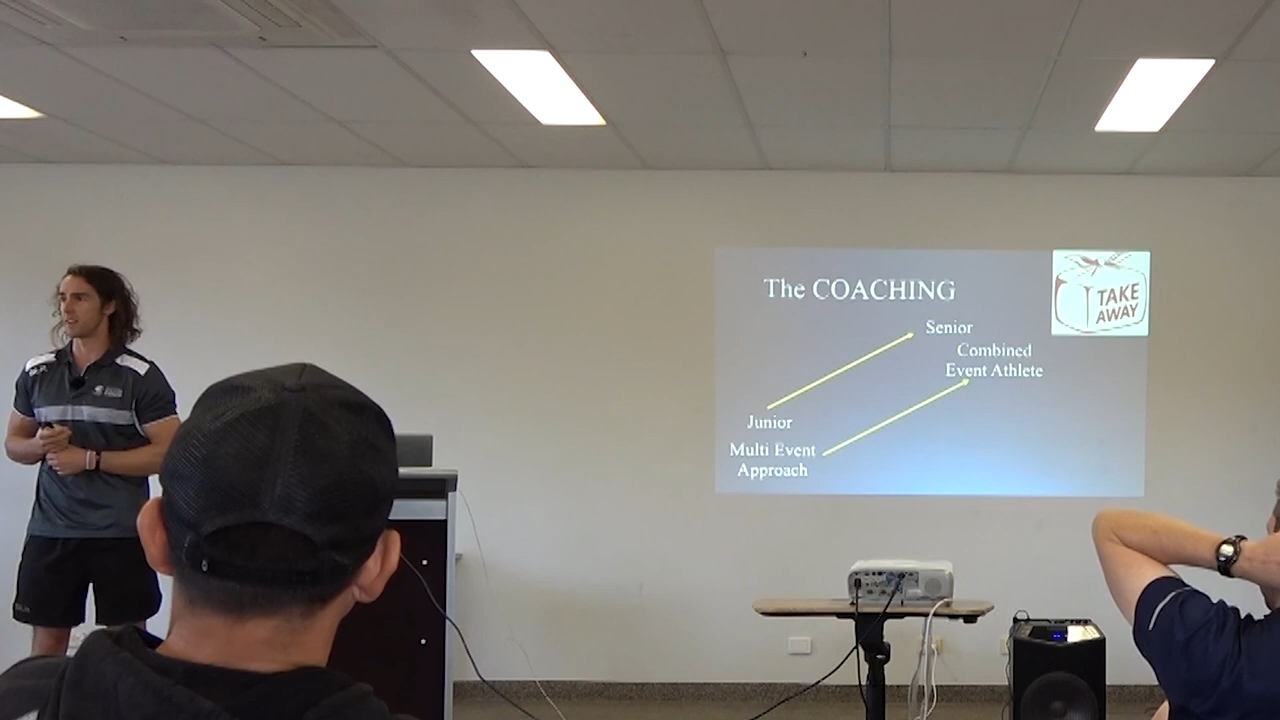 The COACHING
TAKE
AWAY
Senior
Combined
Event Athlete
Junior
Multi Event
Approach